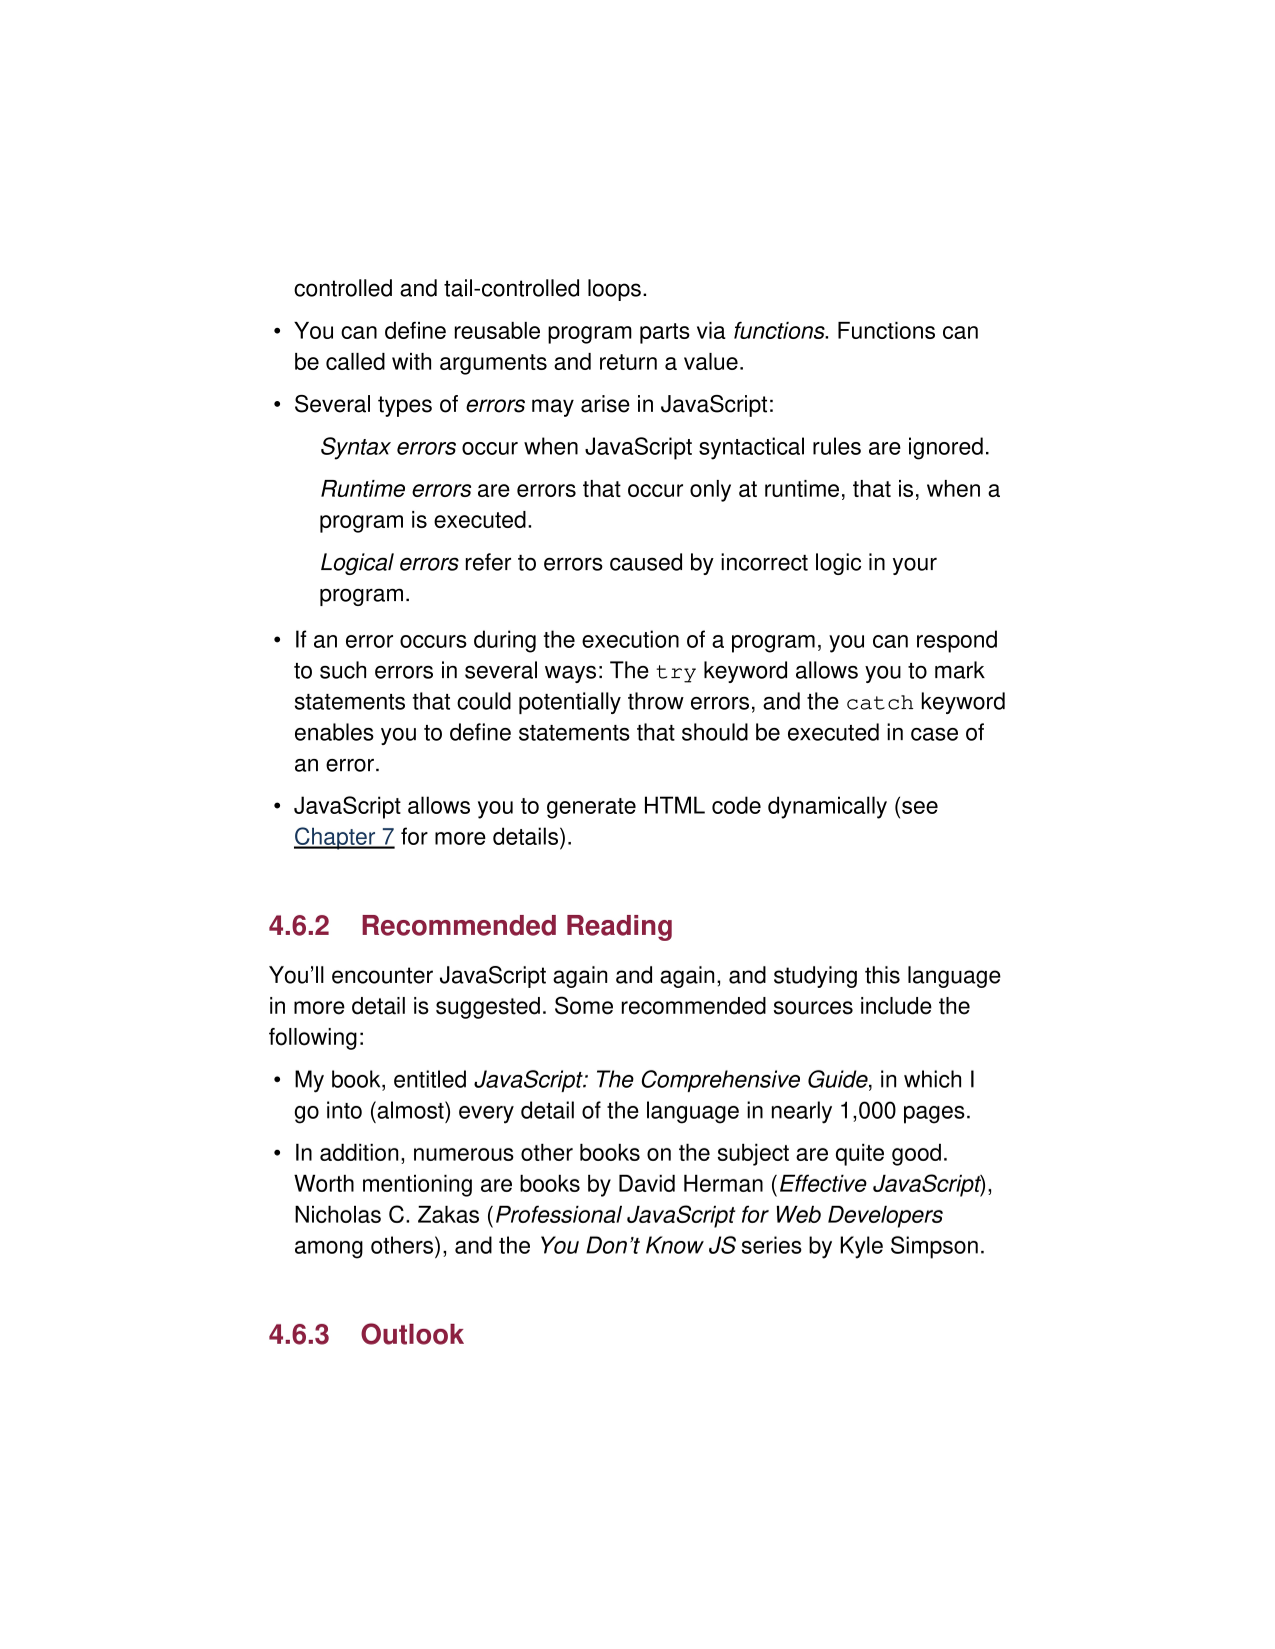 controlled and tail-controlled loops.
• You can define reusable program parts via functions. Functions can
be called with arguments and return a value.
• Several types of errors may arise in JavaScript:
Syntax errors occur when JavaScript syntactical rules are ignored.
Runtime errors are errors that occur only at runtime, that is, when a
program is executed.
Logical errors refer to errors caused by incorrect logic in your
program.
• If an error occurs during the execution of a program, you can respond
to such errors in several ways: The try keyword allows you to mark
statements that could potentially throw errors, and the catch keyword
enables you to define statements that should be executed in case of
an error.
• JavaScript allows you to generate HTML code dynamically (see
Chapter 7 for more details).
4.6.2 Recommended Reading
You’ll encounter JavaScript again and again, and studying this language
in more detail is suggested. Some recommended sources include the
following:
• My book, entitled JavaScript: The Comprehensive Guide, in which I
go into (almost) every detail of the language in nearly 1,000 pages.
• In addition, numerous other books on the subject are quite good.
Worth mentioning are books by David Herman (Effective JavaScript),
Nicholas C. Zakas (Professional JavaScript for Web Developers
among others), and the You Don’t Know JS series by Kyle Simpson.
4.6.3 Outlook